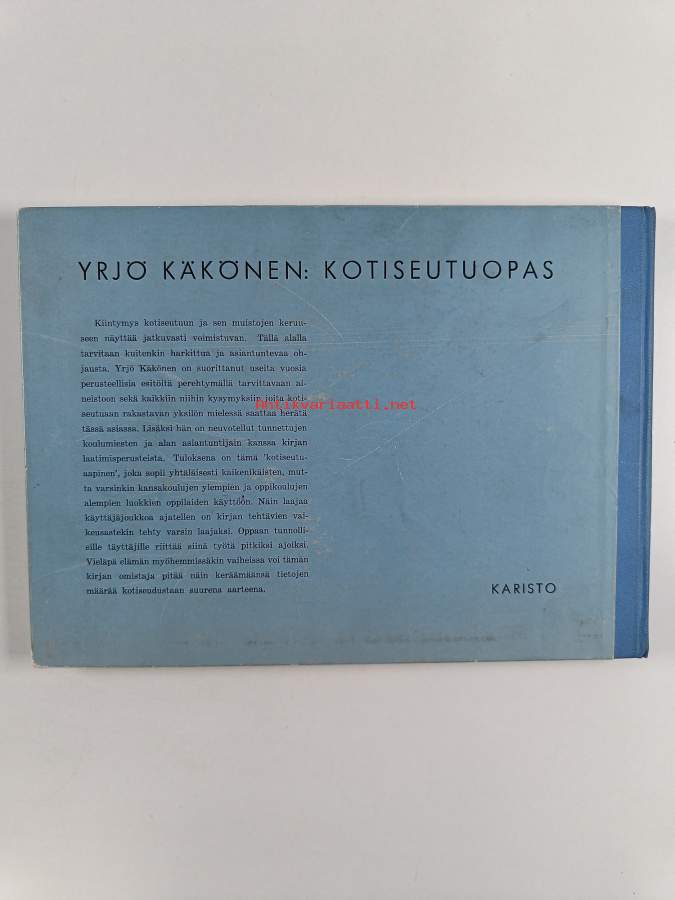 YRJÖ KÄKÖNEN: KOTISEUTUOPAS
Kiintymys kotiseutuun ja sen muistojen keruu-
seen näyttää jatkuvasti voimistuvan. Tällä alalla
tarvitaan kuitenkin harkittua ja asiantuntevaa oh-
jausta. Yrjö Käkönen on suorittanut useita vuosia
perusteellisia esitöitä perehtymällä tarvittavaan ai-
neistoon sekä kaikkiin niihin kysymyksiin joita koti-
seutuaan rakastavan yksilön mielessä saattaa herätä
tässä asiassa. Lisäksi hän on neuvotellut tunnettujen
koulumiesten ja alan asiantuntijain kanssa kirjan
laatimisperusteista. Tuloksena on tämä 'kotiseutu-
aapinen', joka sopii yhtäläisesti kaikenikäisten, mut-
ta varsinkin kansakoulujen ylempien ja oppikoulujen
alempien luokkien oppilaiden käyttöön. Näin laajaa
käyttäjäjoukkoa ajatellen on kirjan tehtävien vai-
keusastekin tehty varsin laajaksi. Oppaan tunnolli-
sille täyttäjille riittää siinä työtä pitkiksi ajoiksi.
Vieläpä elämän myöhemmissäkin vaiheissa voi tämän
kirjan omistaja pitää näin keräämäänsä tietojen
määrää kotiseudustaan suurena aarteena.
KARISTO
Antikvariaatti.net